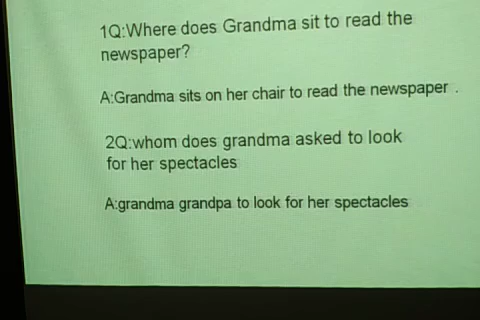 1Q:Where does Grandma sit to read the
newspaper?
A:Grandma sits on her chair to read the newspaper .
2Q:whom does grandma asked to look
for her spectacles
A:grandma grandpa to look for her spectacles